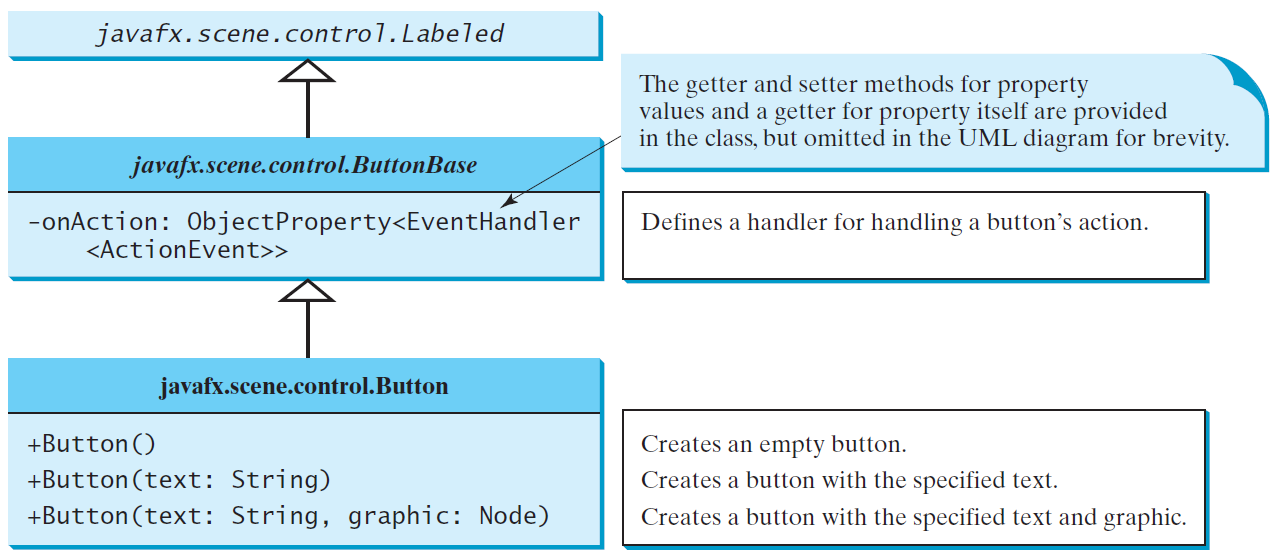 javafx.scene.control.Labeled
The getter and setter methods for property
values and a getter for property itself are provided
in the class, but omitted in the UML diagram for brevity.
javafx.scene.control.ButtonBase
-onAction: ObjectProperty<EventHandler
<ActionEvent>>
Defines a handler for handling a button’s action.
javafx.scene.control.Button
+Button()
+Button(text: String)
+Button(text: String, graphic: Node)
Creates an empty button.
Creates a button with the specified text.
Creates a button with the specified text and graphic.